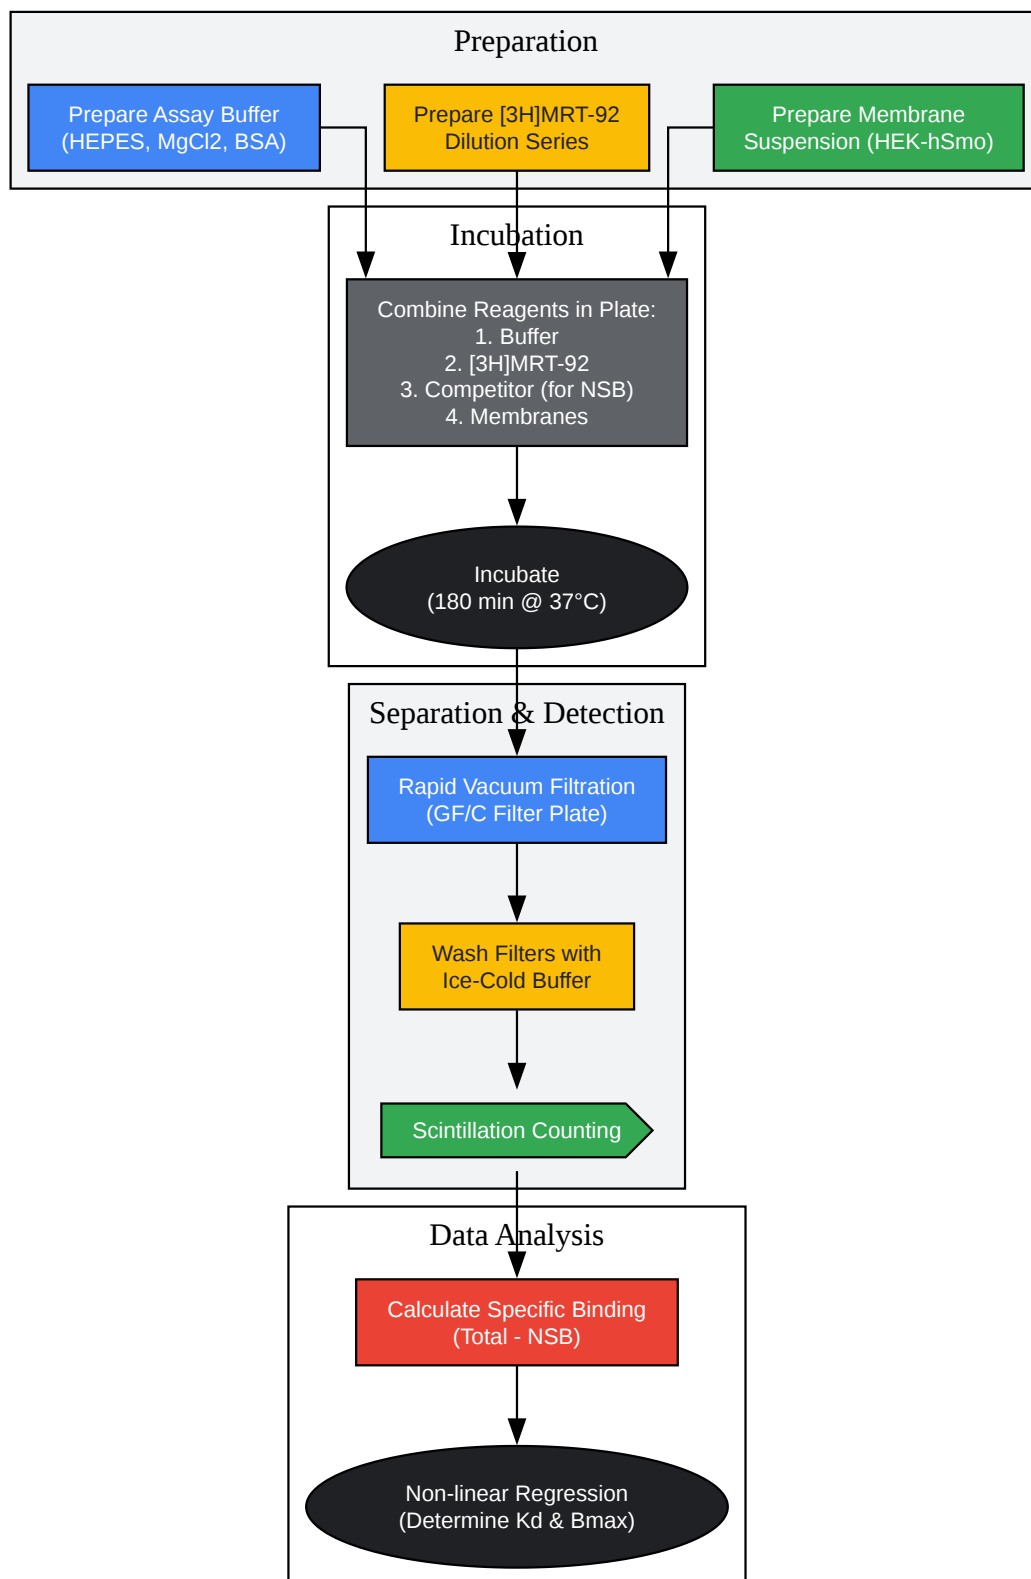 Preparation
Prepare Assay Buffer
(HEPES, MgCl2, BSA)
Prepare [3H]MRT-92
Dilution Series
Prepare Membrane
Suspension (HEK-hSmo)
Incubation
Combine Reagents in Plate:
1. Buffer
2. [3H]MRT-92
3. Competitor (for NSB)
4. Membranes
Incubate
(180 min @ 37°C)
Separation & Detection
Rapid Vacuum Filtration
(GF/C Filter Plate)
Wash Filters with
Ice-Cold Buffer
Scintillation Counting
Data Analysis
Calculate Specific Binding
(Total - NSB)
Non-linear Regression
(Determine Kd & Bmax)